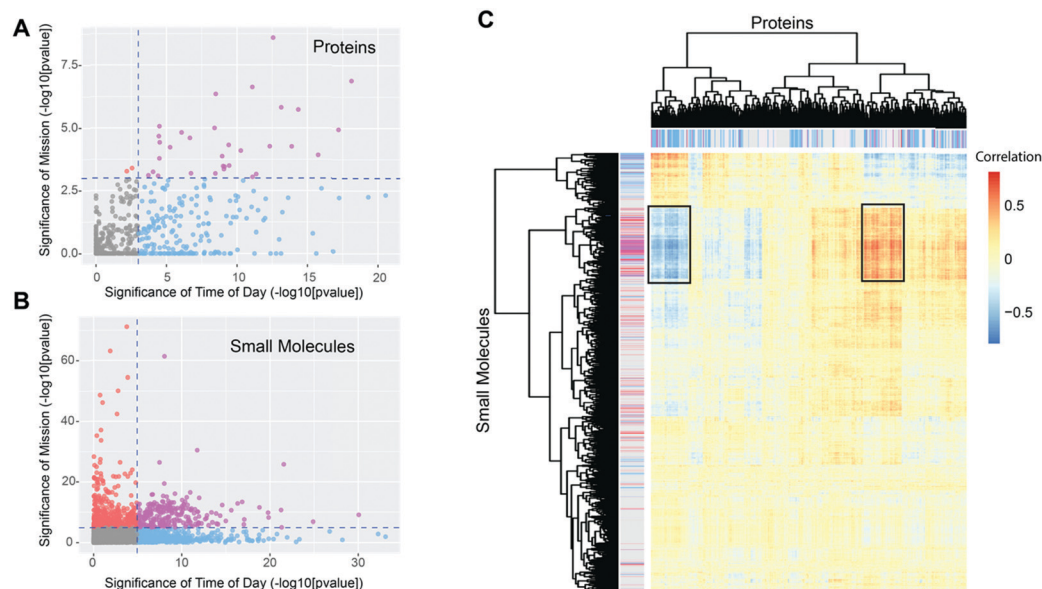 A
Proteins
Significance of Mission (-log10[pvalue])
7.5-
5.0-
2.5-
0.0-
0
5
10
15
20
Significance of Time of Day (-log10[pvalue])
B
Small Molecules
Significance of Mission (-log10[pvalue])
60-
40-
20-
0-
0
10
20
30
Significance of Time of Day (-log10[pvalue])
C
Proteins
Small Molecules
Correlation
0.5
0
−0.5